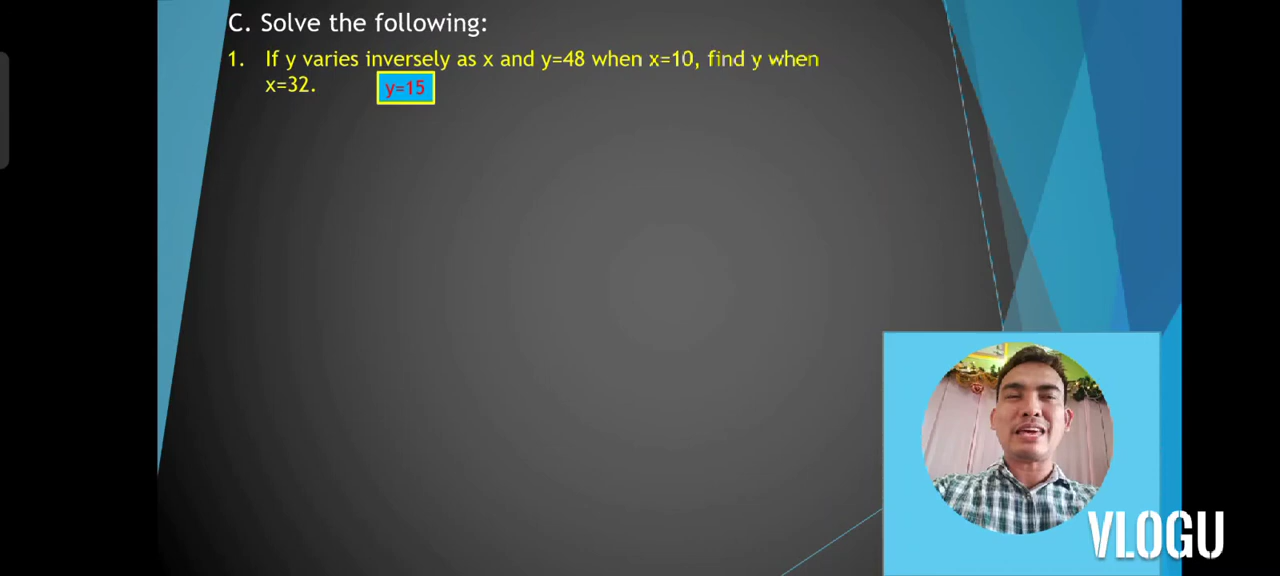 C. Solve the following:
1. If y varies inversely as x and y=48 when x=10, find y when
x=32.
y=15
VLOGU